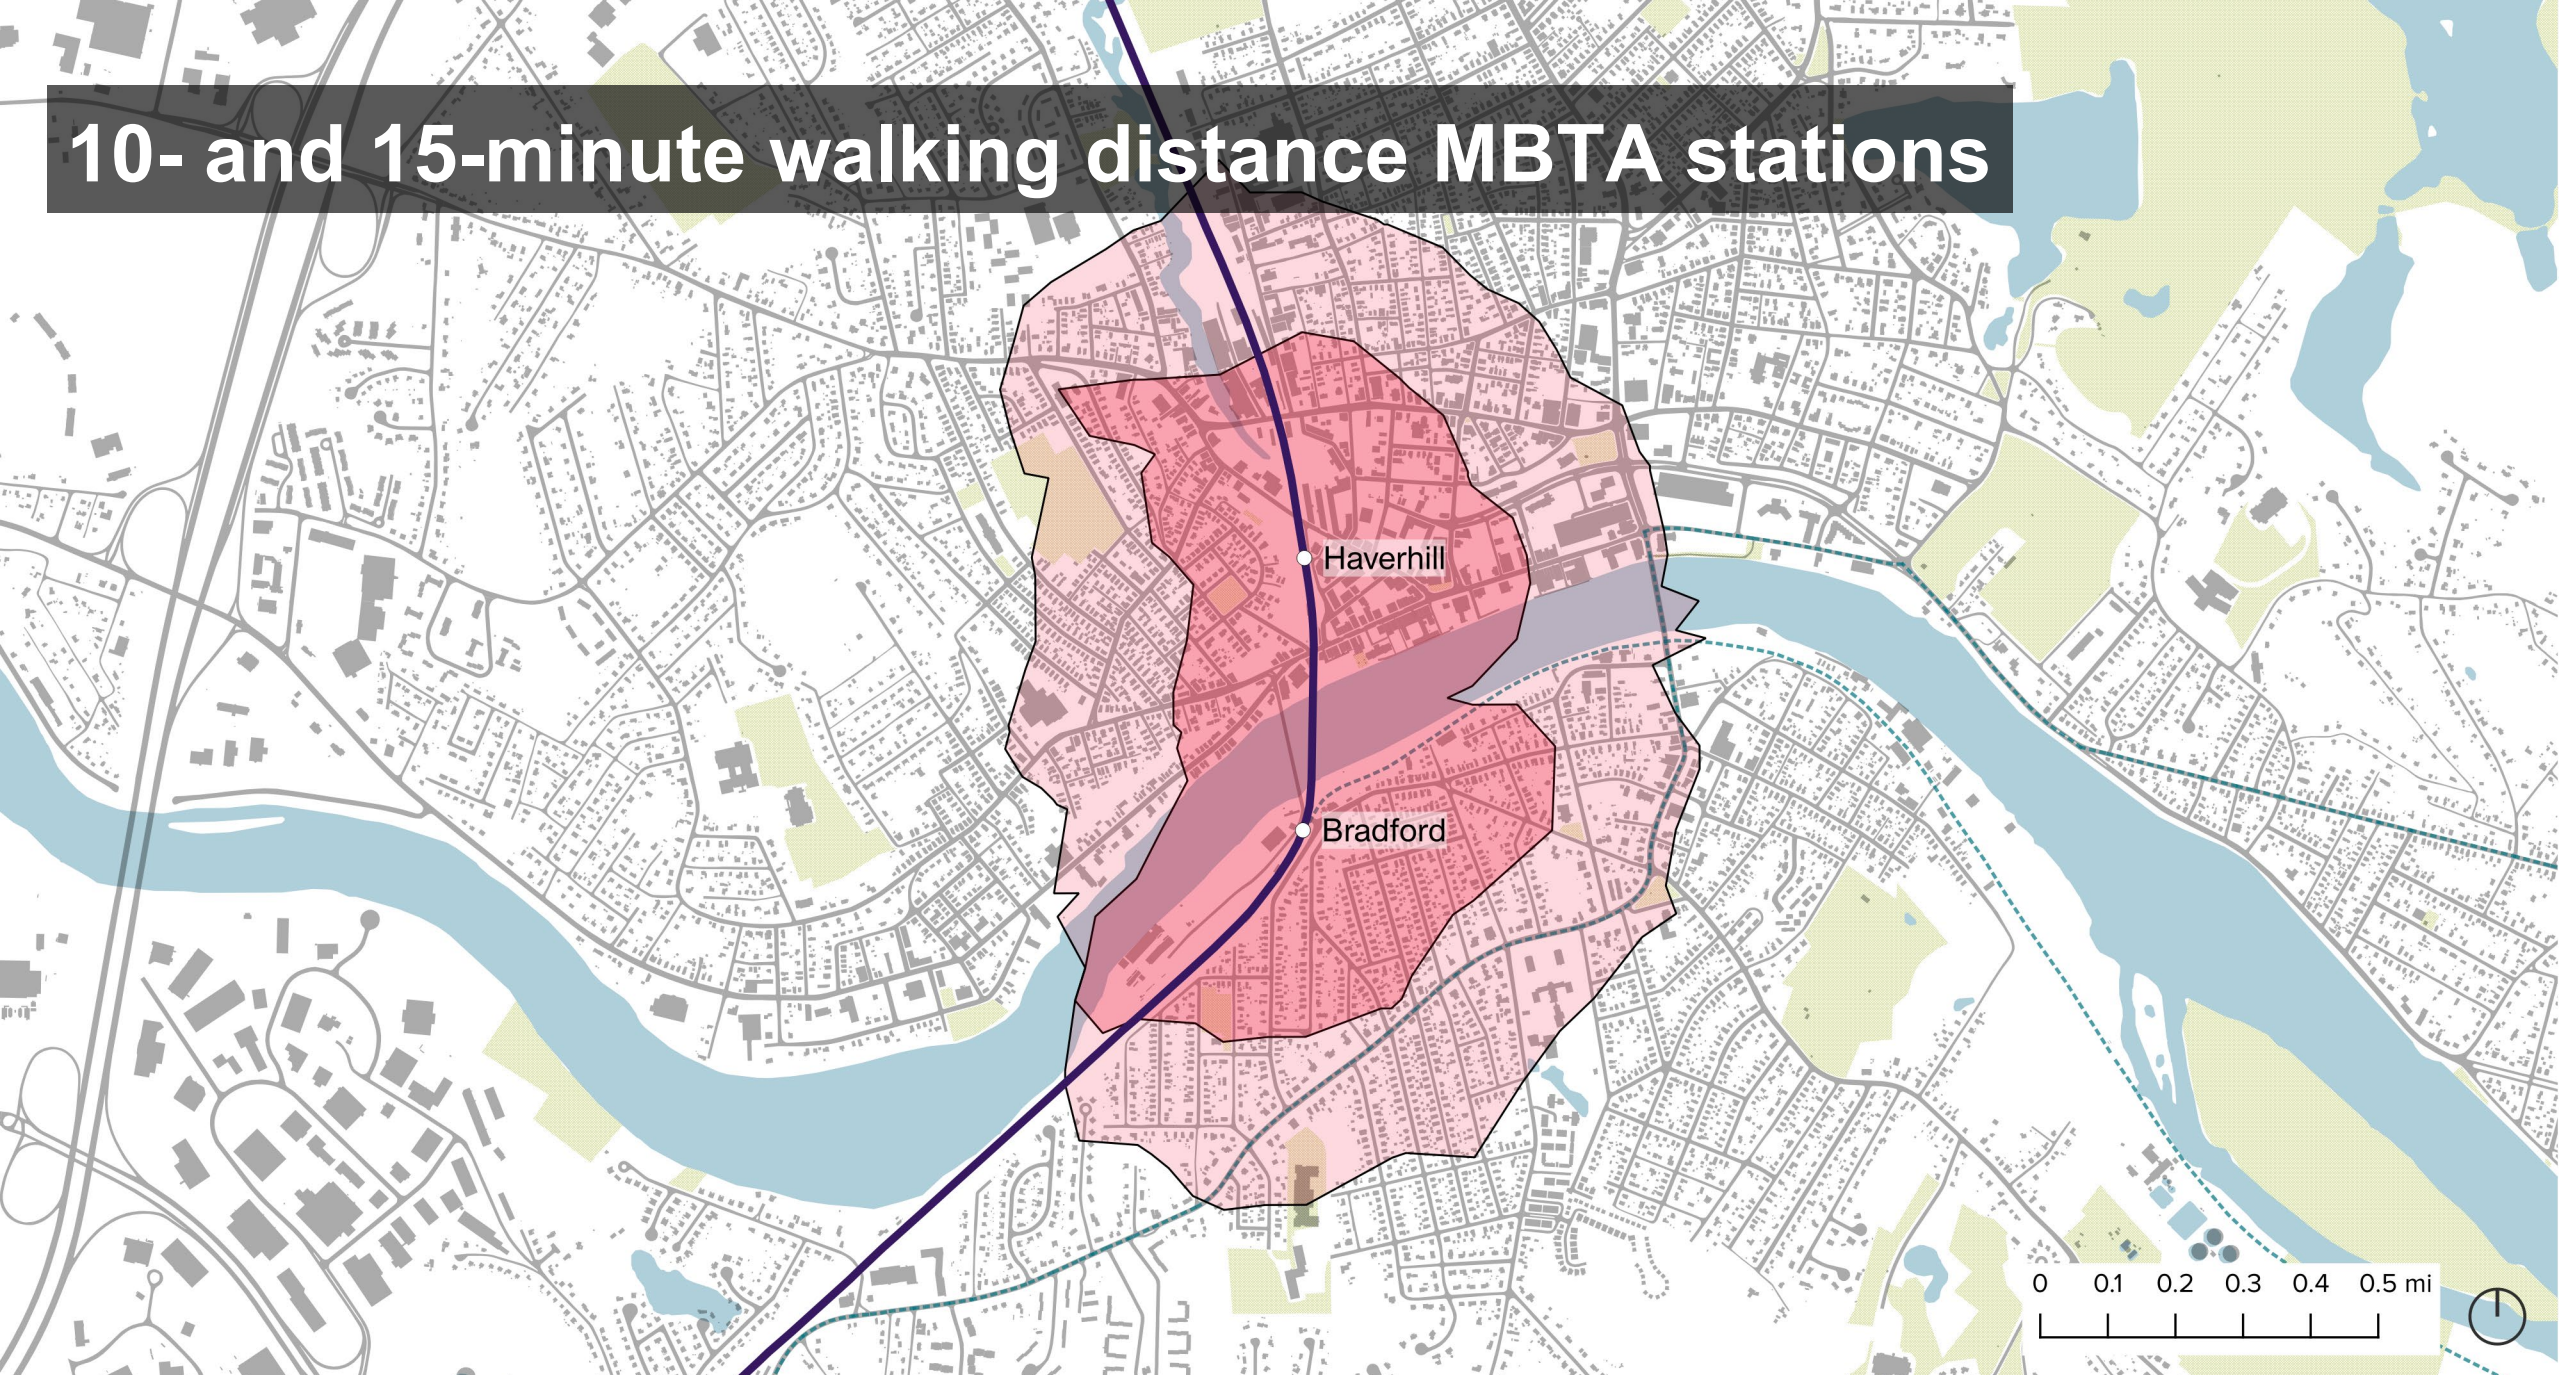 10- and 15-minute walking distance MBTA stations
Haverhill
Bradford
0 0.1 0.2 0.3 0.4 0.5 mi